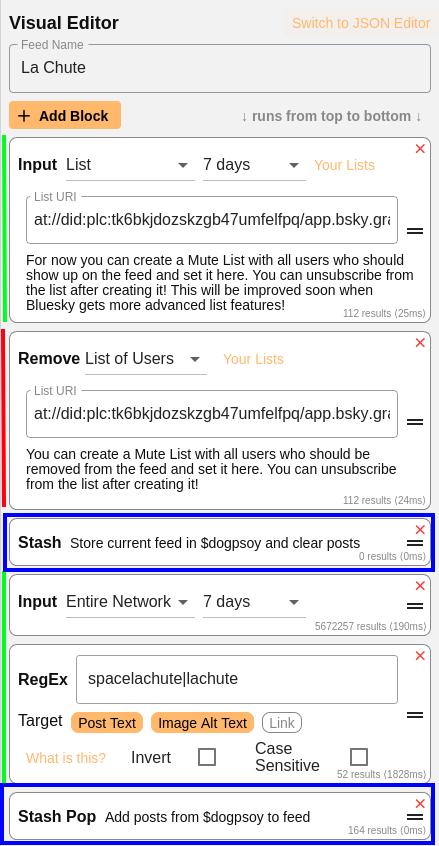 Visual Editor Switch to JSON Editor
Feed Name
La Chute
+ Add Block ↓ runs from top to bottom ↓
Input List 7 days Your Lists
List URI
at://did:plc:tk6bkjdozskzgb47umfelfpq/app.bsky.gra
For now you can create a Mute List with all users who should
show up on the feed and set it here. You can unsubscribe from
the list after creating it! This will be improved soon when
Bluesky gets more advanced list features!
112 results (25ms)
Remove List of Users Your Lists
List URI
at://did:plc:tk6bkjdozskzgb47umfelfpq/app.bsky.gra
You can create a Mute List with all users who should be
removed from the feed and set it here. You can unsubscribe
from the list after creating it!
112 results (24ms)
Stash Store current feed in $dogpsoy and clear posts
0 results (0ms)
Input Entire Network 7 days
5672257 results (190ms)
RegEx spacelachute|lachute
Target Post Text Image Alt Text Link
What is this? Invert Case
Sensitive
52 results (1828ms)
Stash Pop Add posts from $dogpsoy to feed
164 results (0ms)